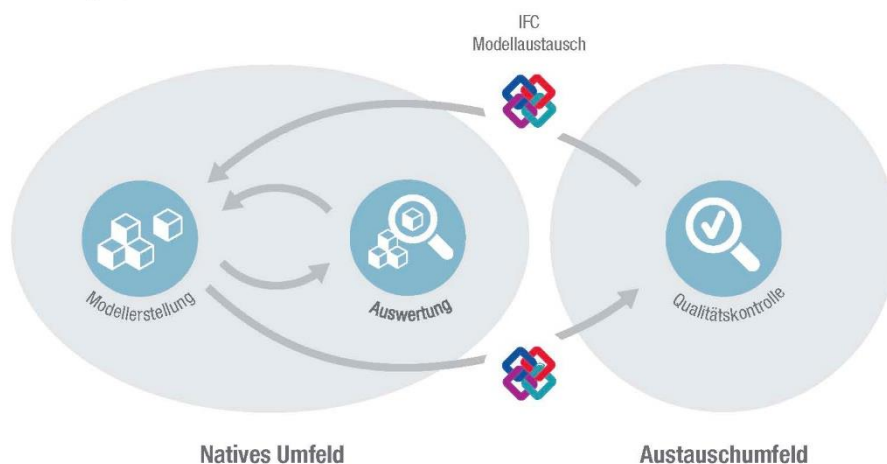 IFC
Modellaustausch
Modellerstellung
Auswertung
Qualitätskontrolle
Natives Umfeld
Austauschumfeld